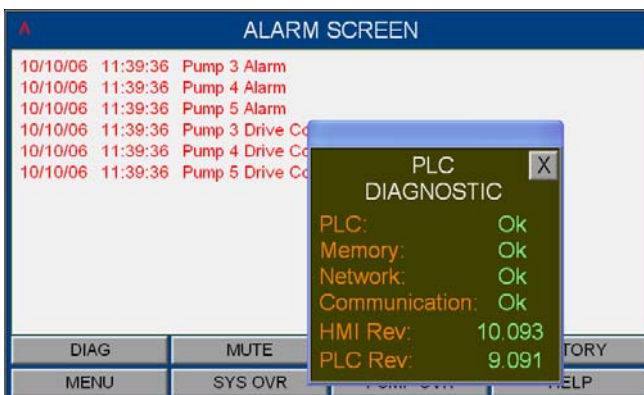 ALARM SCREEN
10/10/06 11:39:36 Pump 3 Alarm
10/10/06 11:39:36 Pump 4 Alarm
10/10/06 11:39:36 Pump 5 Alarm
10/10/06 11:39:36 Pump 3 Drive Co
10/10/06 11:39:36 Pump 4 Drive Co
10/10/06 11:39:36 Pump 5 Drive Co
PLC X
DIAGNOSTIC
PLC: Ok
Memory: Ok
Network: Ok
Communication: Ok
HMI Rev: 10.093
PLC Rev: 9.091
DIAG MUTE TORY
MENU SYS OVR ELP